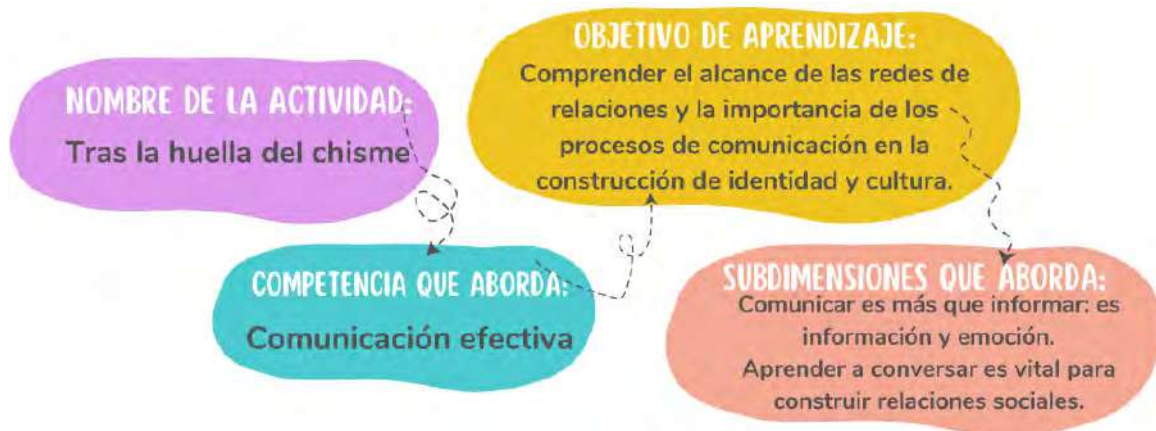 NOMBRE DE LA ACTIVIDAD:
Tras la huella del chisme
COMPETENCIA QUE ABORDA:
Comunicación efectiva
OBJETIVO DE APRENDIZAJE:
Comprender el alcance de las redes de
relaciones y la importancia de los
procesos de comunicación en la
construcción de identidad y cultura.
SUBDIMENSIONES QUE ABORDA:
Comunicar es más que informar: es
información y emoción.
Aprender a conversar es vital para
construir relaciones sociales.